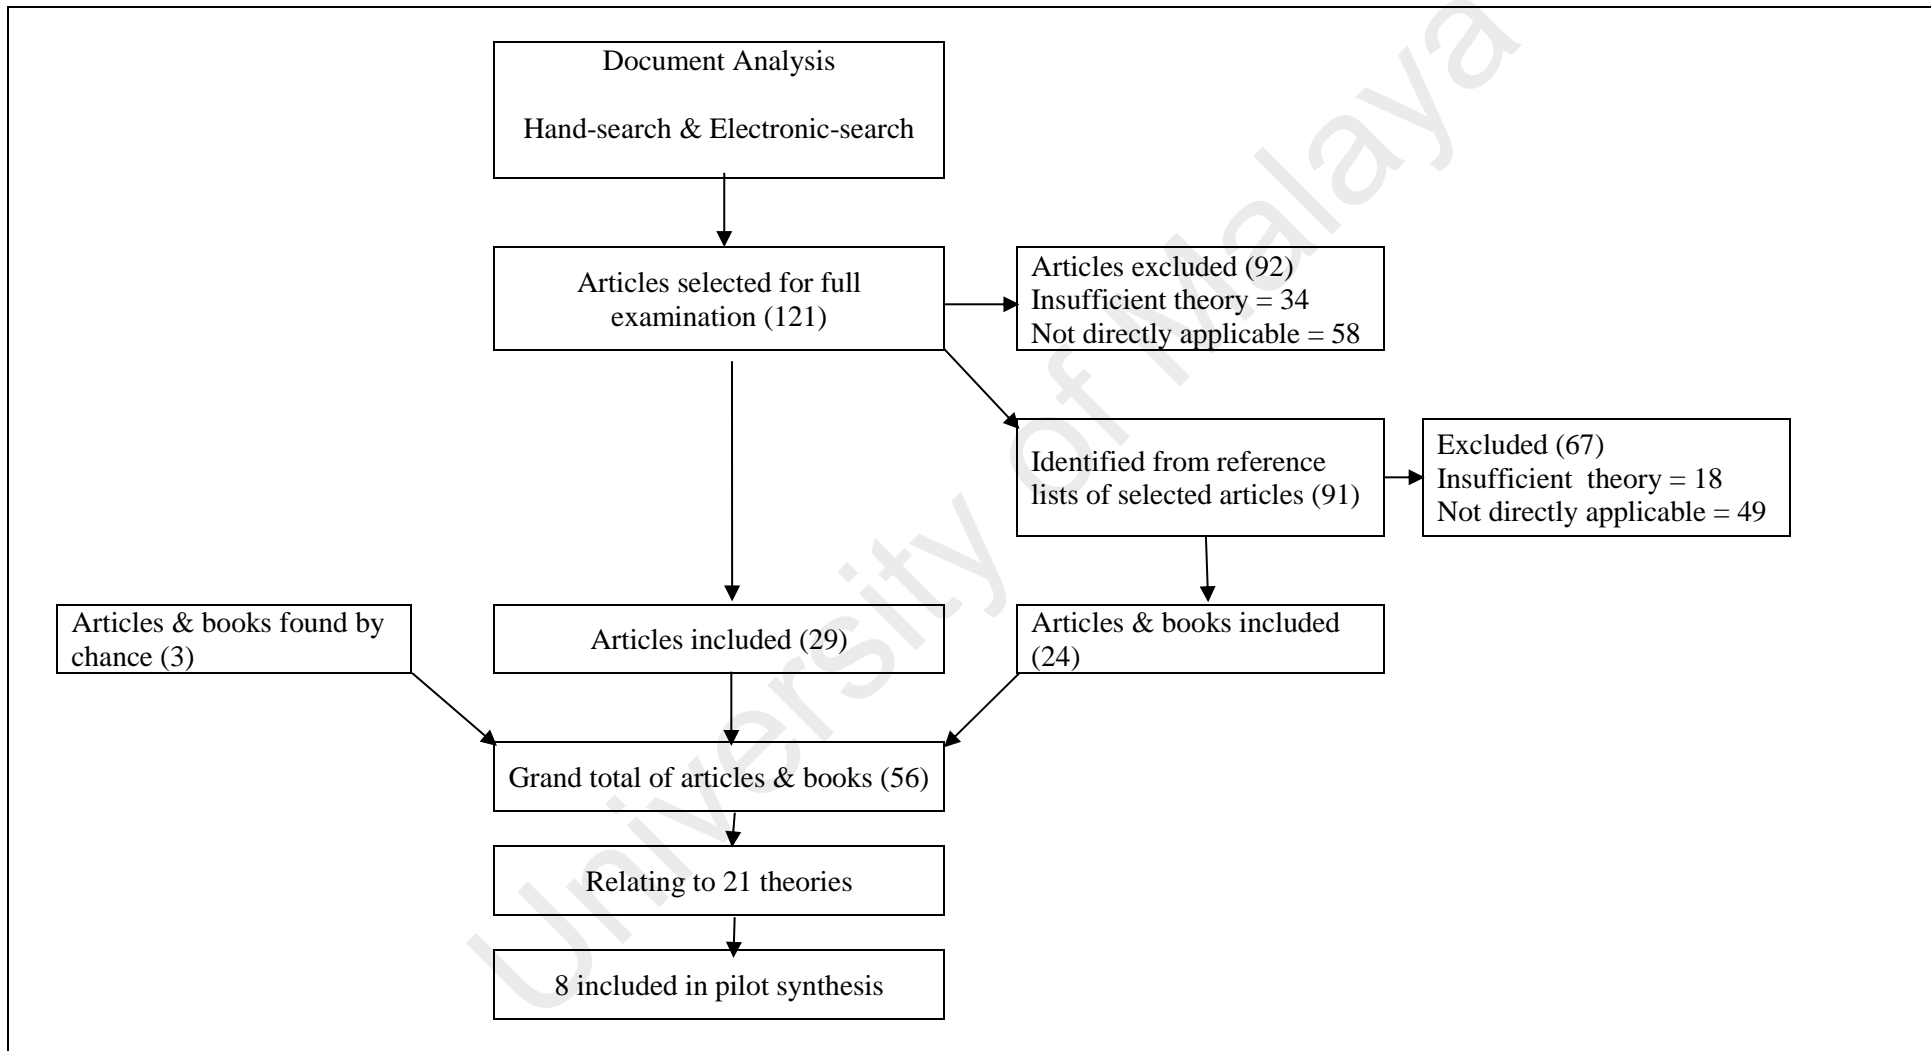 Document Analysis
Hand-search & Electronic-search
Articles selected for full
examination (121)
Articles excluded (92)
Insufficient theory = 34
Not directly applicable = 58
Identified from reference
lists of selected articles (91)
Excluded (67)
Insufficient theory = 18
Not directly applicable = 49
Articles & books found by
chance (3)
Articles included (29)
Articles & books included
(24)
Grand total of articles & books (56)
Relating to 21 theories
8 included in pilot synthesis
University of Malaya